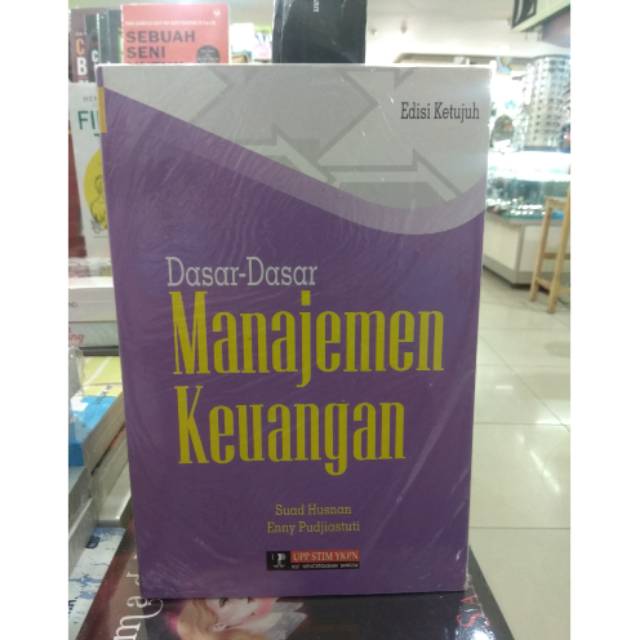 SEBUAH
SENI
Edisi Ketujuh
Dasar-Dasar
Manajemen
Keuangan
Suad Husnan
Enny Pudjiastuti
UPP STIM YKPN